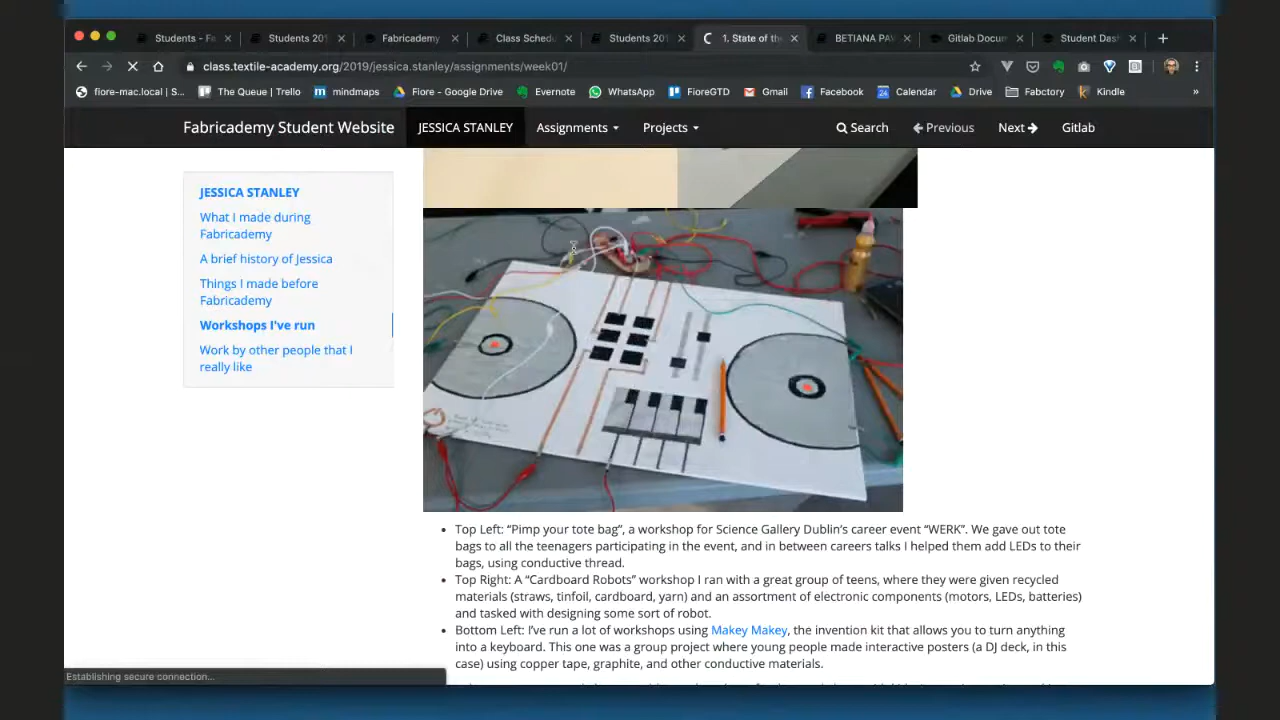 Students - Fa
Students 201
Fabricademy
Class Schedu
Students 201
1. State of the
BETIANA PAV
Gitlab Docum
Student Dash
class.textile-academy.org/2019/jessica.stanley/assignments/week01/
fiore-mac.local | S...
The Queue | Trello
mindmaps
Fiore - Google Drive
Evernote
WhatsApp
FioreGTD
Gmail
Facebook
Calendar
Drive
Fabctory
Kindle
»
Fabricademy Student Website
JESSICA STANLEY
Assignments
Projects
Search
Previous
Next
Gitlab
JESSICA STANLEY
What I made during
Fabricademy
A brief history of Jessica
Things I made before
Fabricademy
Workshops I've run
Work by other people that I
really like
Top Left: “Pimp your tote bag”, a workshop for Science Gallery Dublin’s career event “WERK”. We gave out tote
bags to all the teenagers participating in the event, and in between careers talks I helped them add LEDs to their
bags, using conductive thread.
Top Right: A “Cardboard Robots” workshop I ran with a great group of teens, where they were given recycled
materials (straws, tinfoil, cardboard, yarn) and an assortment of electronic components (motors, LEDs, batteries)
and tasked with designing some sort of robot.
Bottom Left: I’ve run a lot of workshops using Makey Makey, the invention kit that allows you to turn anything
into a keyboard. This one was a group project where young people made interactive posters (a DJ deck, in this
case) using copper tape, graphite, and other conductive materials.
Establishing secure connection...